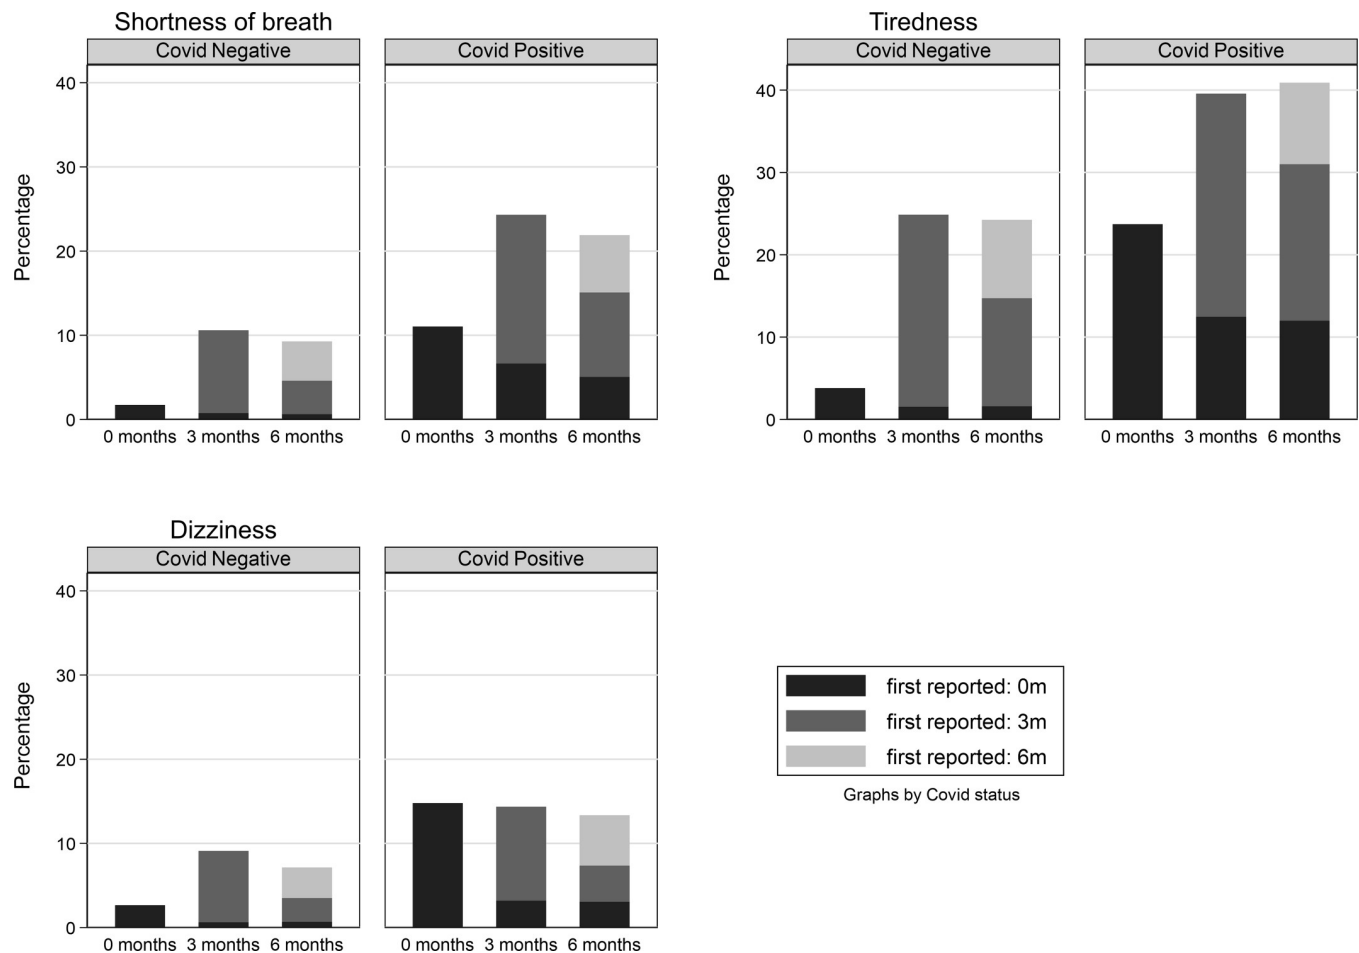 Shortness of breath
Covid Negative
Covid Positive
Percentage
40
30
20
10
0
0 months 3 months 6 months
0 months 3 months 6 months
Tiredness
Covid Negative
Covid Positive
Percentage
40
30
20
10
0
0 months 3 months 6 months
0 months 3 months 6 months
Dizziness
Covid Negative
Covid Positive
Percentage
40
30
20
10
0
0 months 3 months 6 months
0 months 3 months 6 months
first reported: 0m
first reported: 3m
first reported: 6m
Graphs by Covid status